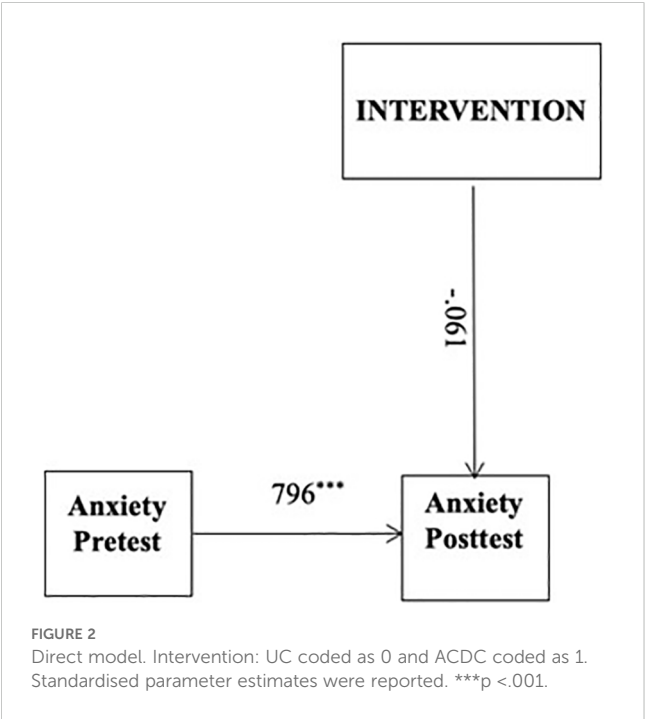 INTERVENTION
-.061
796***
Anxiety
Pretest
Anxiety
Posttest
FIGURE 2
Direct model. Intervention: UC coded as 0 and ACDC coded as 1.
Standardised parameter estimates were reported. ***p <.001.